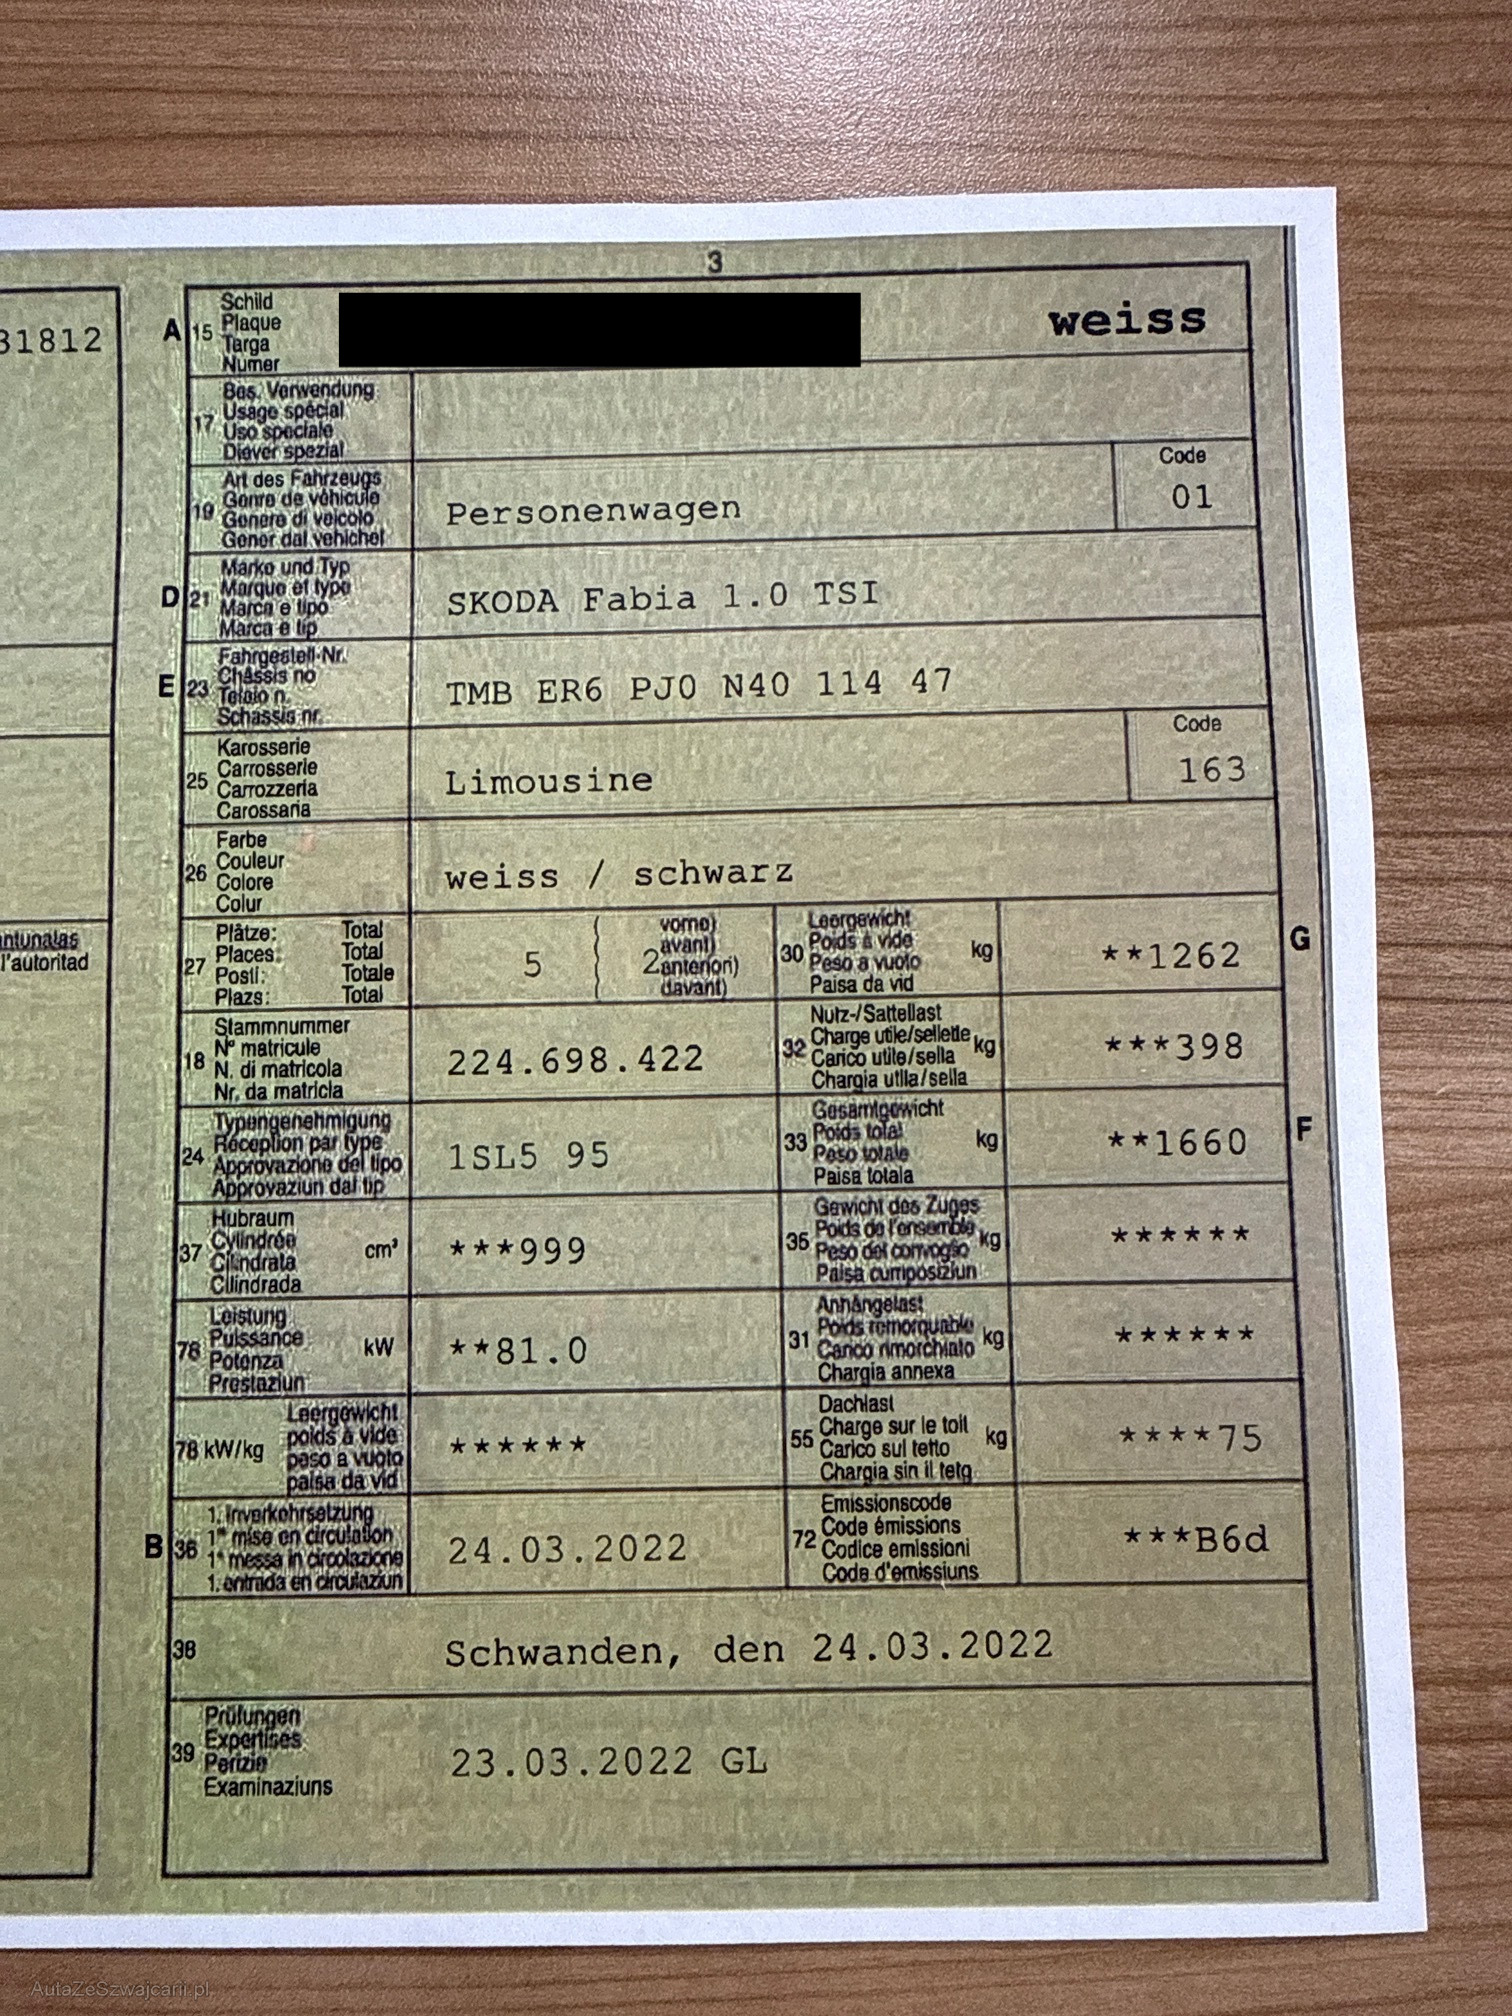 3
31812
A 15 Schild
Plaque
Targa
Numer
weiss
17 Bes. Verwendung
Usage spécial
Uso speciale
Diever spezial
19 Art des Fahrzeugs
Genre de véhicule
Genere di veicolo
Gener dal vehichel
Personenwagen
Code
01
D 21 Marke und Typ
Marque et type
Marca e tipo
Marca e tip
SKODA Fabia 1.0 TSI
E 23 Fahrgestell-Nr.
Châssis no
Telaio n.
Schassis nr.
TMB ER6 PJ0 N40 114 47
25 Karosserie
Carrosserie
Carrozzeria
Carossaria
Limousine
Code
163
26 Farbe
Couleur
Colore
Colur
weiss / schwarz
antunalas
l'autoritad
27 Plätze: Total
Places: Total
Posti: Totale
Plazs: Total
5
2
vorne)
avant)
anteriori)
davant)
30 Leergewicht
Poids à vide
Peso a vuoto
Paisa da vid
kg
**1262
G
18 Stammnummer
N° matricule
N. di matricola
Nr. da matricla
224.698.422
32 Nutz-/Sattellast
Charge utile/sellette
Carico utile/sella
Chargia utila/sella
kg
***398
24 Typengenehmigung
Réception par type
Approvazione del tipo
Approvaziun dal tip
1SL5 95
33 Gesamtgewicht
Poids total
Peso totale
Paisa totala
kg
**1660
F
37 Hubraum
Cylindrée
Cilindrata
Cilindrada
cm³
***999
35 Gewicht des Zuges
Poids de l'ensemble
Peso del convoglio
Paisa cumposiziun
kg
******
76 Leistung
Puissance
Potenza
Prestaziun
kW
**81.0
31 Anhängelast
Poids remorquable
Carico rimorchiato
Chargia annexa
kg
******
78 kW/kg
Leergewicht
poids à vide
peso a vuoto
paisa da vid
******
55 Dachlast
Charge sur le toit
Carico sul tetto
Chargia sin il tetg
kg
****75
B 36 1. Inverkehrsetzung
1re mise en circulation
1a messa in circolazione
1. entrada en circulaziun
24.03.2022
72 Emissionscode
Code émissions
Codice emissioni
Code d'emissiuns
***B6d
38
Schwanden, den 24.03.2022
39 Prüfungen
Expertises
Perizie
Examinaziuns
23.03.2022 GL
AutaZeSzwajcarii.pl